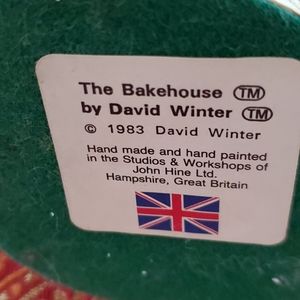 The Bakehouse TM
by David Winter TM
© 1983 David Winter
Hand made and hand painted
in the Studios & Workshops of
John Hine Ltd.
Hampshire, Great Britain